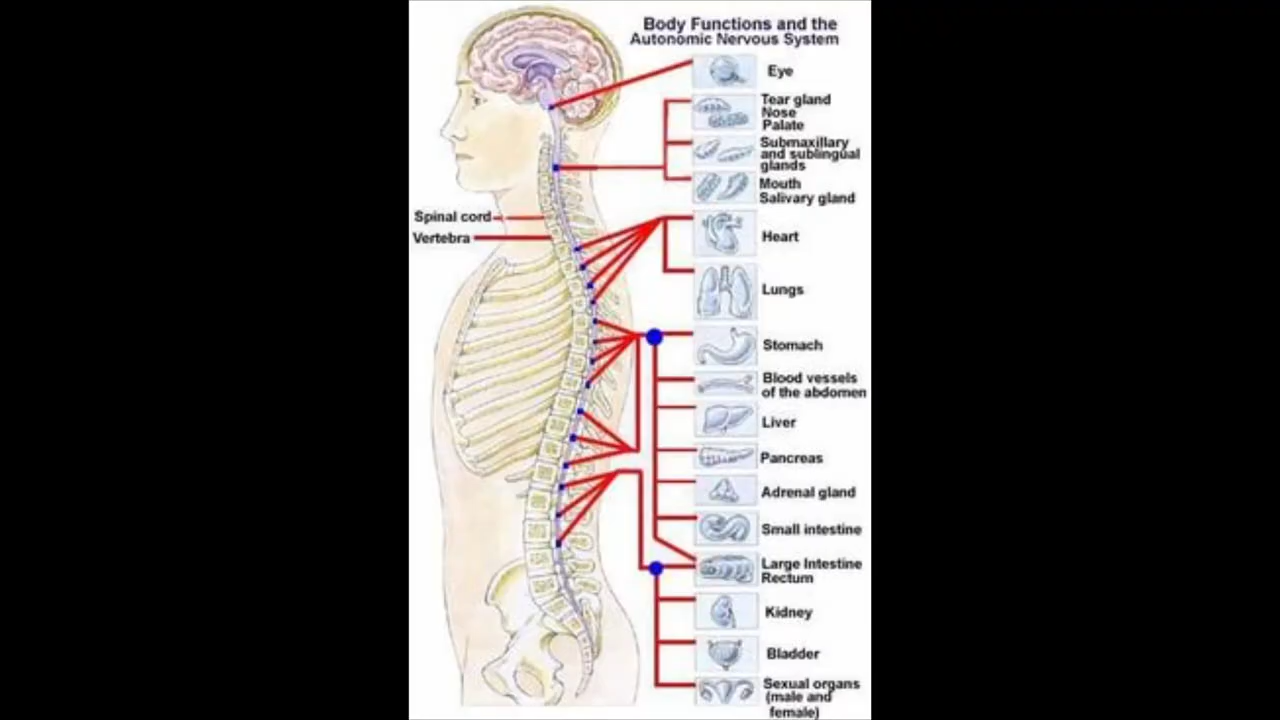 Body Functions and the
Autonomic Nervous System
Eye
Tear gland
Nose
Palate
Submaxillary
and sublingual
glands
Mouth
Salivary gland
Spinal cord
Vertebra
Heart
Lungs
Stomach
Blood vessels
of the abdomen
Liver
Pancreas
Adrenal gland
Small intestine
Large Intestine
Rectum
Kidney
Bladder
Sexual organs
(male and
female)